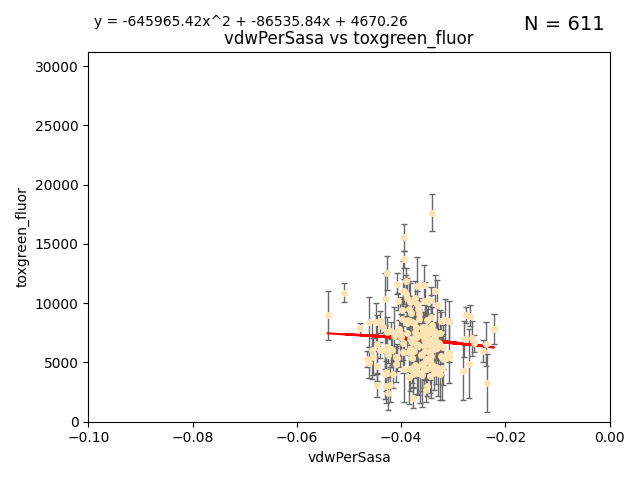 y = -645965.42x^2 + -86535.84x + 4670.26
N = 611
vdwPerSasa vs toxgreen_fluor
30000
25000
20000
15000
10000
5000
0
toxgreen_fluor
−0.10 −0.08 −0.06 −0.04 −0.02 0.00
vdwPerSasa